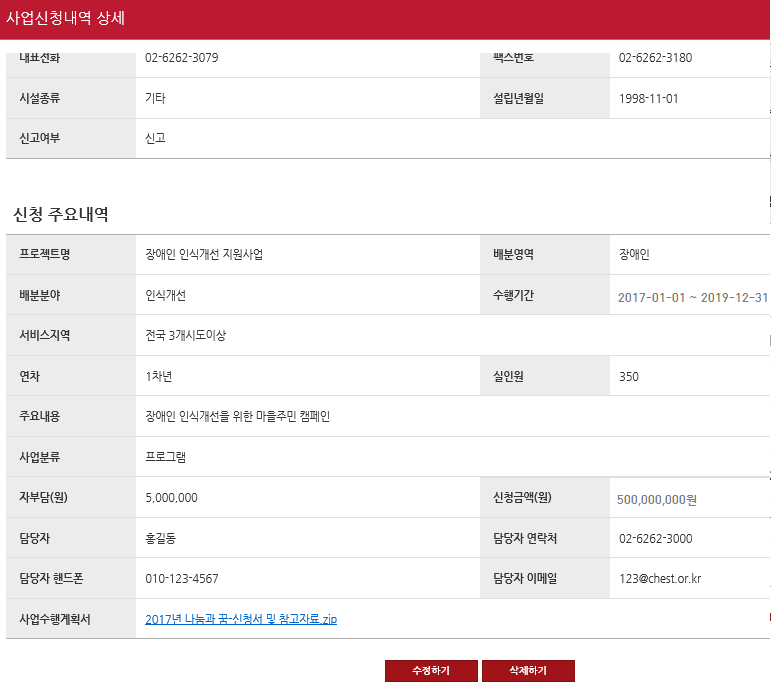 사업신청내역 상세
대표전화 02-6262-3079 팩스번호 02-6262-3180
시설종류 기타 설립년월일 1998-11-01
신고여부 신고
신청 주요내역
프로젝트명 장애인 인식개선 지원사업 배분영역 장애인
배분분야 인식개선 수행기간 2017-01-01 ~ 2019-12-31
서비스지역 전국 3개시도이상
연차 1차년 실인원 350
주요내용 장애인 인식개선을 위한 마을주민 캠페인
사업분류 프로그램
자부담(원) 5,000,000 신청금액(원) 500,000,000원
담당자 홍길동 담당자 연락처 02-6262-3000
담당자 핸드폰 010-123-4567 담당자 이메일 123@chest.or.kr
사업수행계획서 2017년 나눔과 꿈-신청서 및 참고자료.zip
수정하기 삭제하기